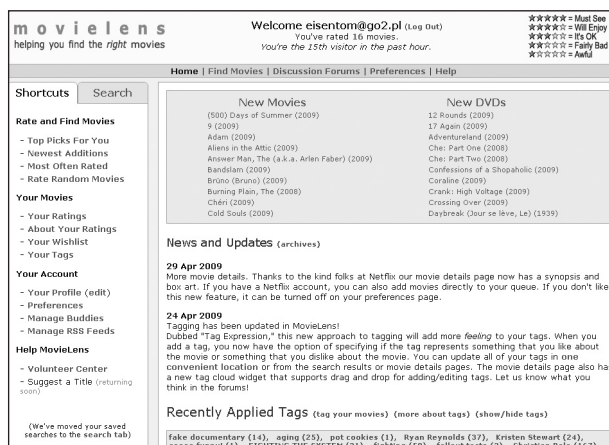 movielens
helping you find the right movies
Welcome eisentom@go2.pl (Log Out)
You've rated 16 movies.
You're the 15th visitor in the past hour.
★★★★★ = Must See
★★★★☆ = Will Enjoy
★★★☆☆ = It's OK
★★☆☆☆ = Fairly Bad
★☆☆☆☆ = Awful
Home | Find Movies | Discussion Forums | Preferences | Help
Shortcuts Search
Rate and Find Movies
- Top Picks For You
- Newest Additions
- Most Often Rated
- Rate Random Movies
Your Movies
- Your Ratings
- About Your Ratings
- Your Wishlist
- Your Tags
Your Account
- Your Profile (edit)
- Preferences
- Manage Buddies
- Manage RSS Feeds
Help MovieLens
- Volunteer Center
- Suggest a Title (returning
soon)
(We've moved your saved
searches to the search tab)
New Movies
(500) Days of Summer (2009)
9 (2009)
Adam (2009)
Aliens in the Attic (2009)
Answer Man, The (a.k.a. Arlen Faber) (2009)
Bandslam (2009)
Brüno (Bruno) (2009)
Burning Plain, The (2008)
Chéri (2009)
Cold Souls (2009)
New DVDs
12 Rounds (2009)
17 Again (2009)
Adventureland (2009)
Che: Part One (2008)
Che: Part Two (2008)
Confessions of a Shopaholic (2009)
Coraline (2009)
Crank: High Voltage (2009)
Crossing Over (2009)
Daybreak (Jour se lève, Le) (1939)
News and Updates (archives)
29 Apr 2009
More movie details. Thanks to the kind folks at Netflix our movie details page now has a synopsis and
box art. If you have a Netflix account, you can also add movies directly to your queue. If you don't like
this new feature, it can be turned off on your preferences page.
24 Apr 2009
Tagging has been updated in MovieLens!
Dubbed "Tag Expression," this new approach to tagging will add more feeling to your tags. When you
add a tag, you now have the option of specifying if the tag represents something that you like about
the movie or something that you dislike about the movie. You can update all of your tags in one
convenient location or from the search results or movie details pages. The movie details page also has
a new tag cloud widget that supports drag and drop for adding/editing tags. Let us know what you
think in the forums!
Recently Applied Tags (tag your movies) (more about tags) (show/hide tags)
fake documentary (14), aging (25), pot cookies (1), Ryan Reynolds (37), Kristen Stewart (24),